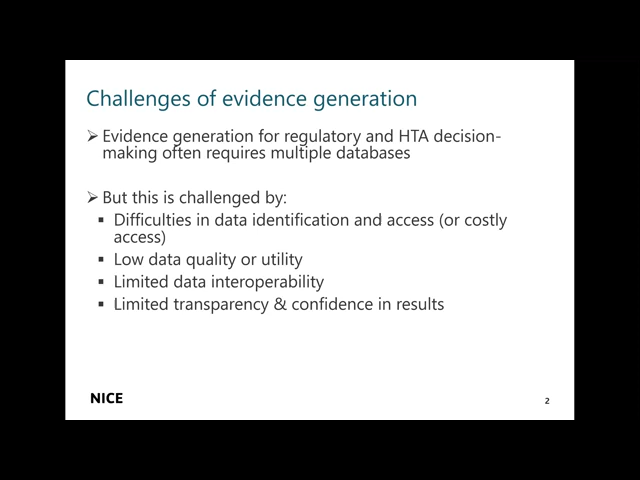 Challenges of evidence generation
➢ Evidence generation for regulatory and HTA decision-
making often requires multiple databases
➢ But this is challenged by:
▪ Difficulties in data identification and access (or costly
access)
▪ Low data quality or utility
▪ Limited data interoperability
▪ Limited transparency & confidence in results
NICE
2